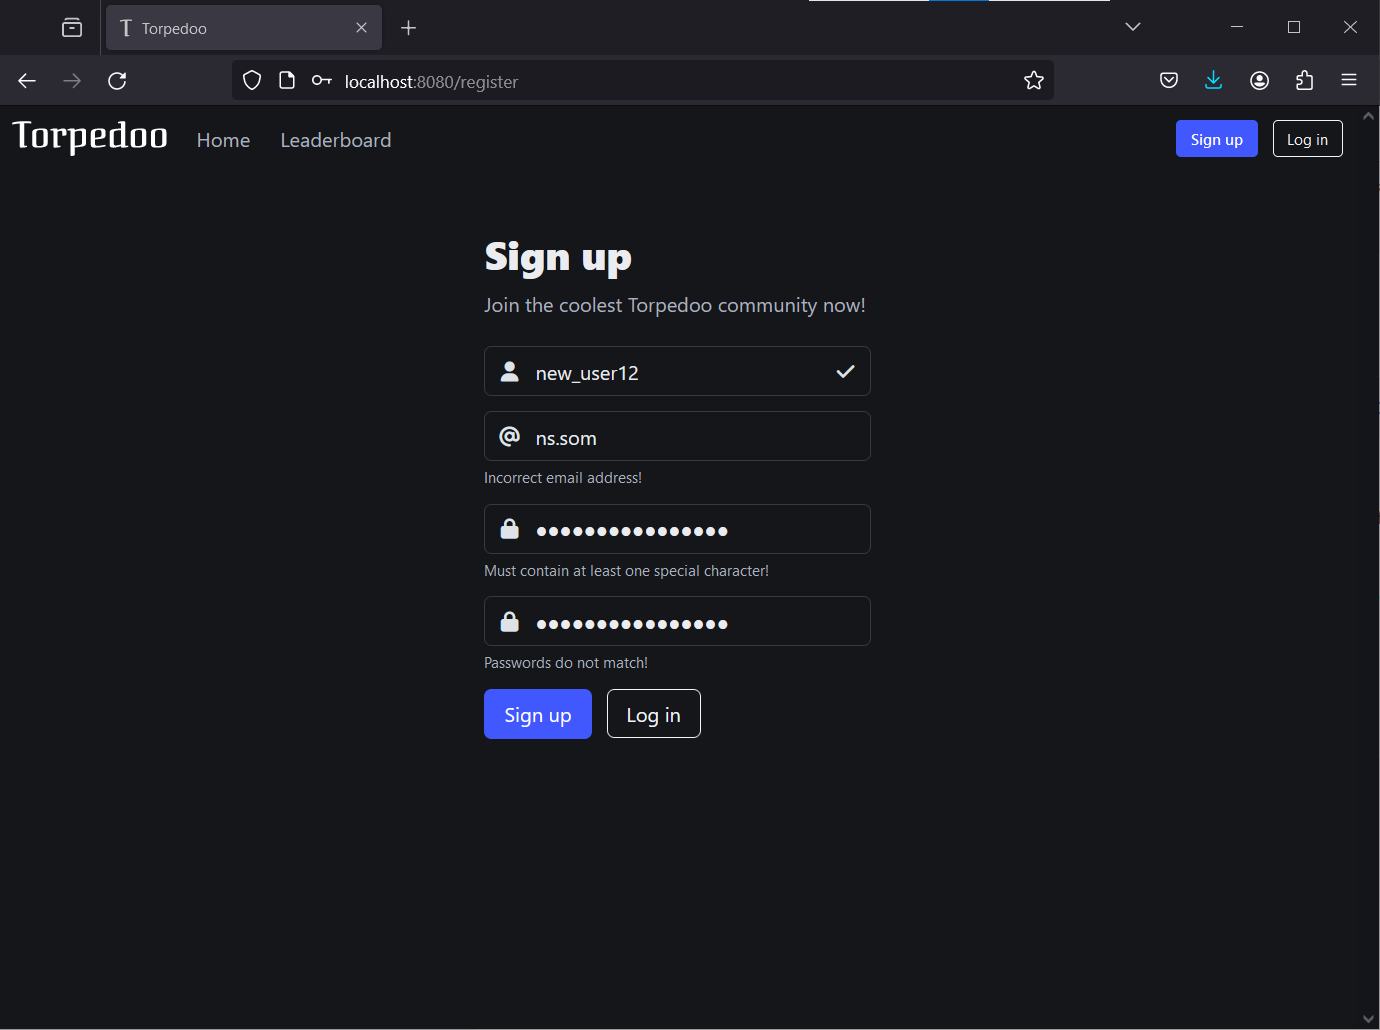 Torpedoo
localhost:8080/register
Torpedoo Home Leaderboard Sign up Log in
Sign up
Join the coolest Torpedoo community now!
new_user12
ns.som
Incorrect email address!
●●●●●●●●●●●●●●●●
Must contain at least one special character!
●●●●●●●●●●●●●●●●
Passwords do not match!
Sign up Log in